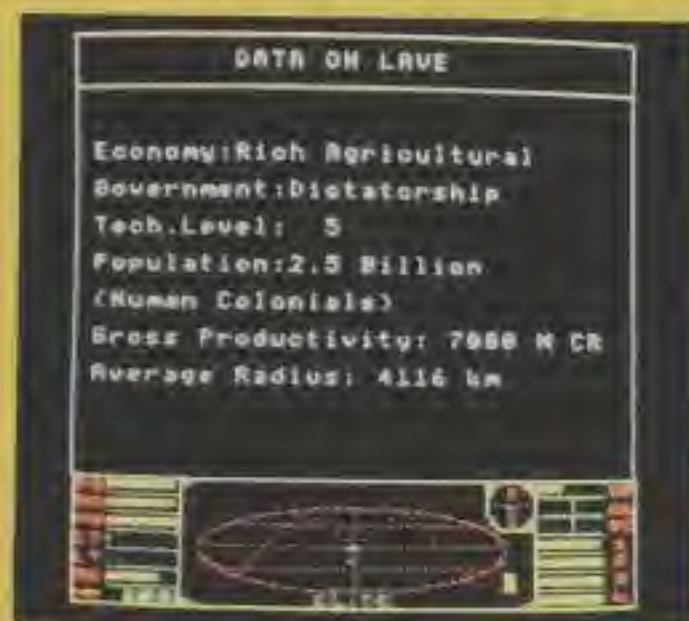 DATA ON LAVE
Economy:Rich Agricultural
Government:Dictatorship
Tech.Level: 5
Population:2.5 Billion
(Human Colonials)
Gross Productivity: 7000 M CR
Average Radius: 4116 km
ELITE